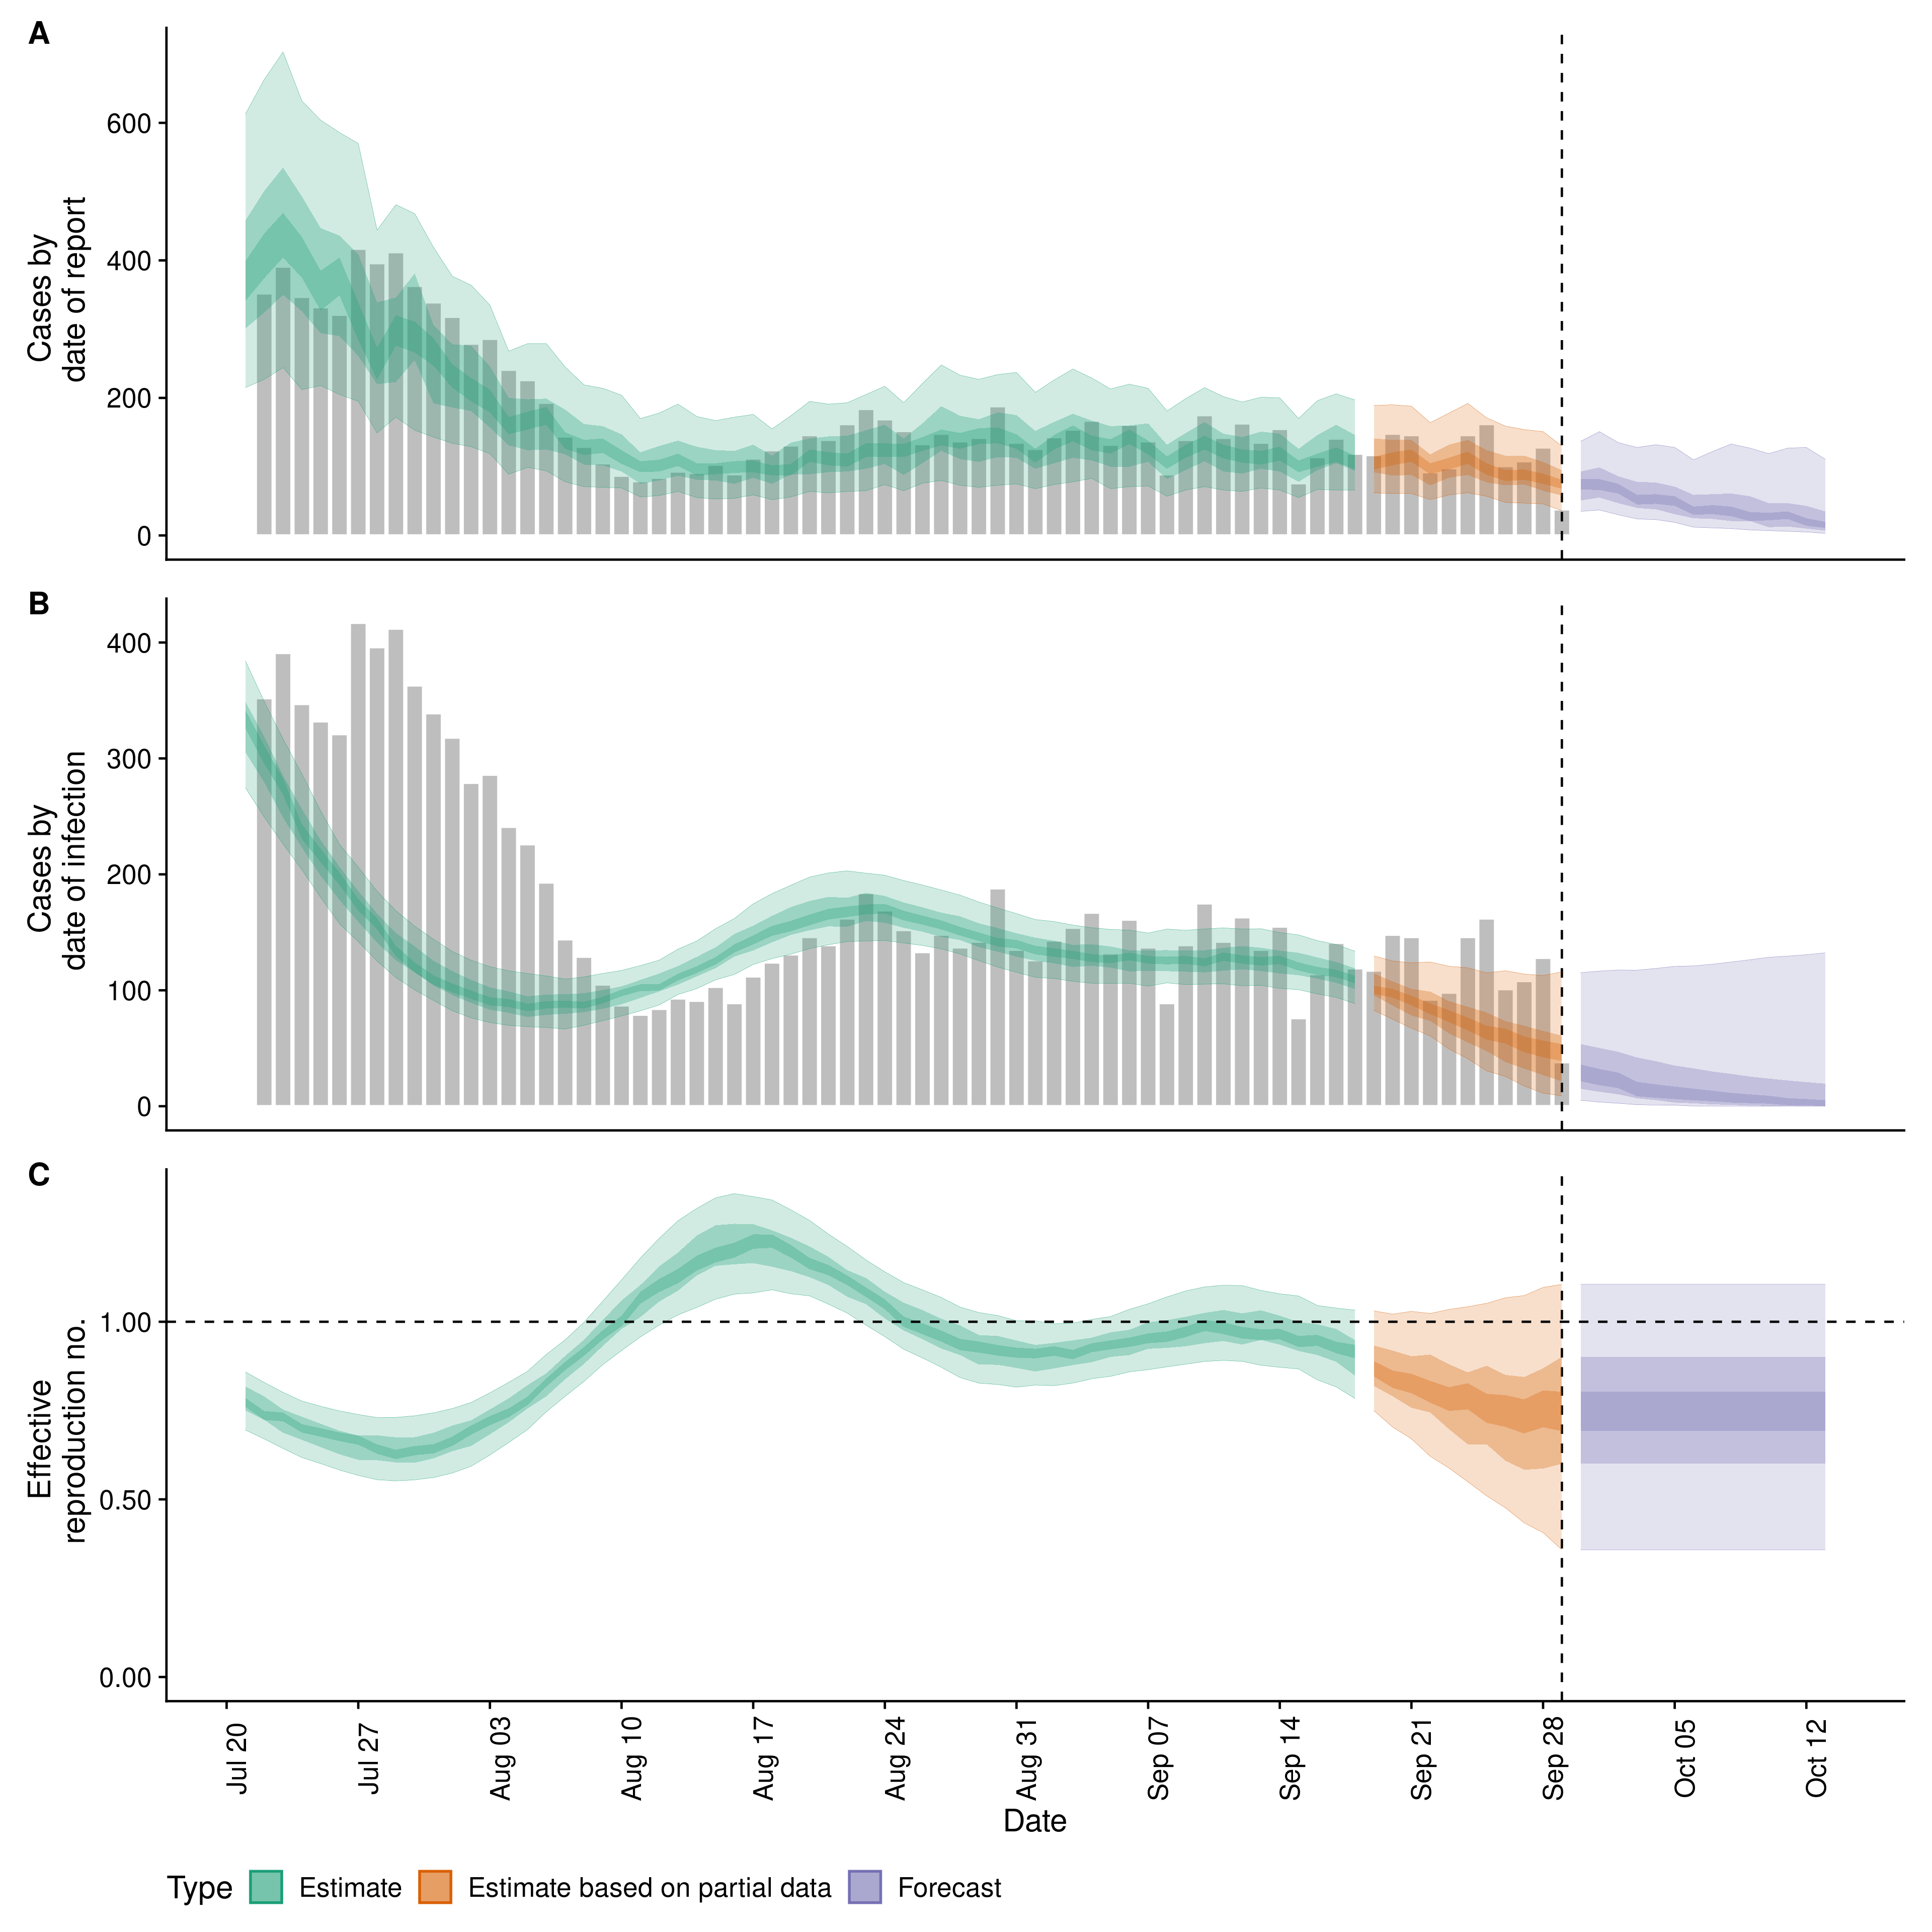 A
Cases by
date of report
600
400
200
0
B
Cases by
date of infection
400
300
200
100
0
C
Effective
reproduction no.
1.00
0.50
0.00
Jul 20
Jul 27
Aug 03
Aug 10
Aug 17
Aug 24
Aug 31
Sep 07
Sep 14
Sep 21
Sep 28
Oct 05
Oct 12
Date
Type Estimate Estimate based on partial data Forecast